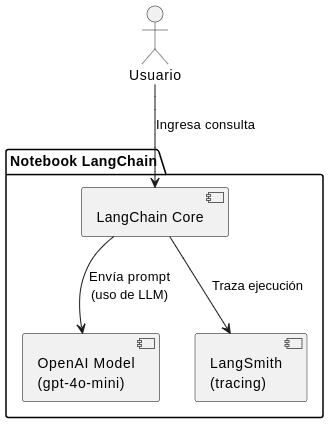 Usuario
Ingresa consulta
Notebook LangChain
LangChain Core
Envía prompt
(uso de LLM)
Traza ejecución
OpenAI Model
(gpt-4o-mini)
LangSmith
(tracing)